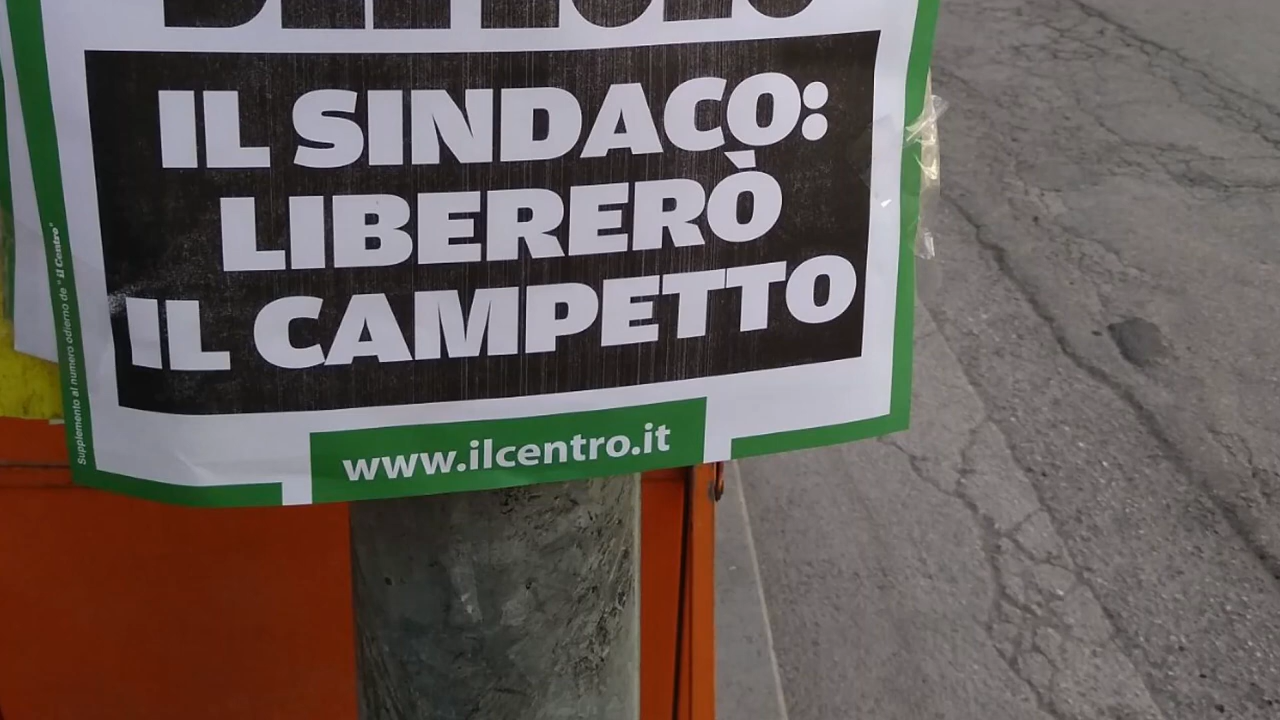 IL SINDACO:
LIBERERÒ
IL CAMPETTO
www.ilcentro.it
Supplemento al numero odierno de "il Centro"